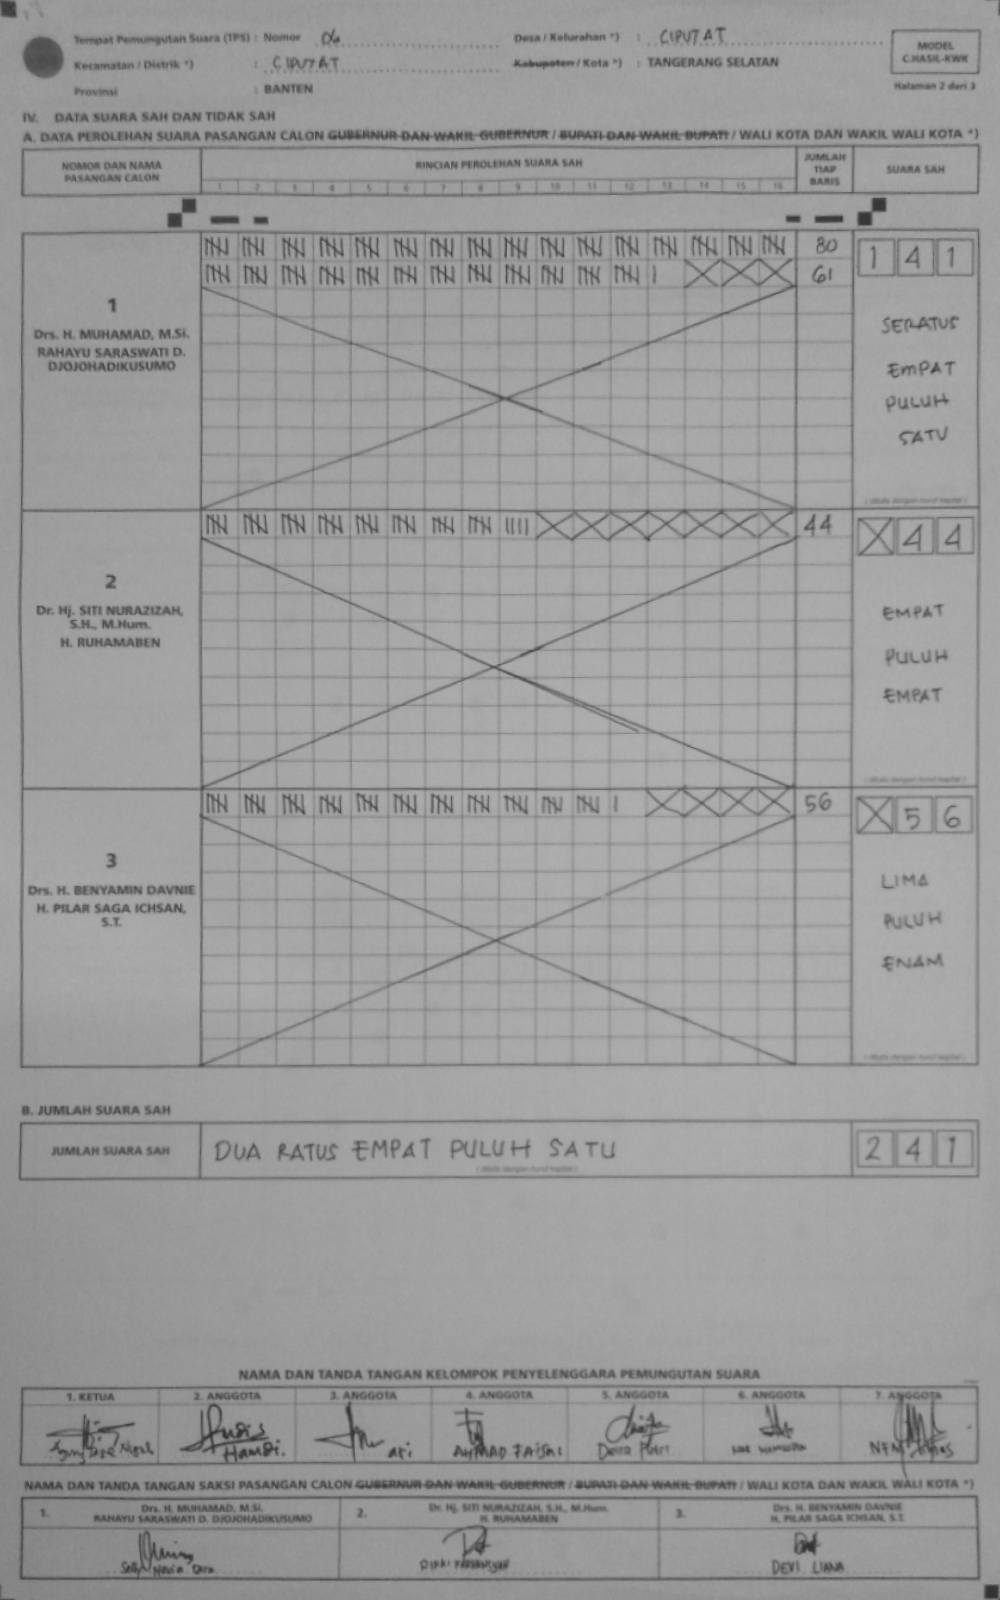 Tempat Pemungutan Suara (TPS) : Nomor 06
Desa / Kelurahan *) : CIPUTAT
Kecamatan / Distrik *) : CIPUTAT
Kabupaten / Kota *) : TANGERANG SELATAN
Provinsi : BANTEN
MODEL
C.HASIL-KWK
Halaman 2 dari 3
IV. DATA SUARA SAH DAN TIDAK SAH
A. DATA PEROLEHAN SUARA PASANGAN CALON GUBERNUR DAN WAKIL GUBERNUR / BUPATI DAN WAKIL BUPATI / WALI KOTA DAN WAKIL WALI KOTA *)
NOMOR DAN NAMA
PASANGAN CALON
RINCIAN PEROLEHAN SUARA SAH
1 2 3 4 5 6 7 8 9 10 11 12 13 14 15 16
JUMLAH
TIAP
BARIS
SUARA SAH
1
Drs. H. MUHAMAD, M.Si.
RAHAYU SARASWATI D.
DJOJOHADIKUSUMO
80
61
1 4 1
SERATUS
EMPAT
PULUH
SATU
( ditulis dengan huruf kapital )
2
Dr. Hj. SITI NURAZIZAH,
S.H., M.Hum.
H. RUHAMABEN
44
X 4 4
EMPAT
PULUH
EMPAT
( ditulis dengan huruf kapital )
3
Drs. H. BENYAMIN DAVNIE
H. PILAR SAGA ICHSAN,
S.T.
56
X 5 6
LIMA
PULUH
ENAM
( ditulis dengan huruf kapital )
B. JUMLAH SUARA SAH
JUMLAH SUARA SAH
DUA RATUS EMPAT PULUH SATU
( ditulis dengan huruf kapital )
2 4 1
NAMA DAN TANDA TANGAN KELOMPOK PENYELENGGARA PEMUNGUTAN SUARA
1. KETUA 2. ANGGOTA 3. ANGGOTA 4. ANGGOTA 5. ANGGOTA 6. ANGGOTA 7. ANGGOTA
Hamdi. ari AHMAD FAISAL Devira Putri
NAMA DAN TANDA TANGAN SAKSI PASANGAN CALON GUBERNUR DAN WAKIL GUBERNUR / BUPATI DAN WAKIL BUPATI / WALI KOTA DAN WAKIL WALI KOTA *)
1. Drs. H. MUHAMAD, M.Si.
RAHAYU SARASWATI D. DJOJOHADIKUSUMO
2. Dr. Hj. SITI NURAZIZAH, S.H., M.Hum.
H. RUHAMABEN
3. Drs. H. BENYAMIN DAVNIE
H. PILAR SAGA ICHSAN, S.T.
DEVI LIANA